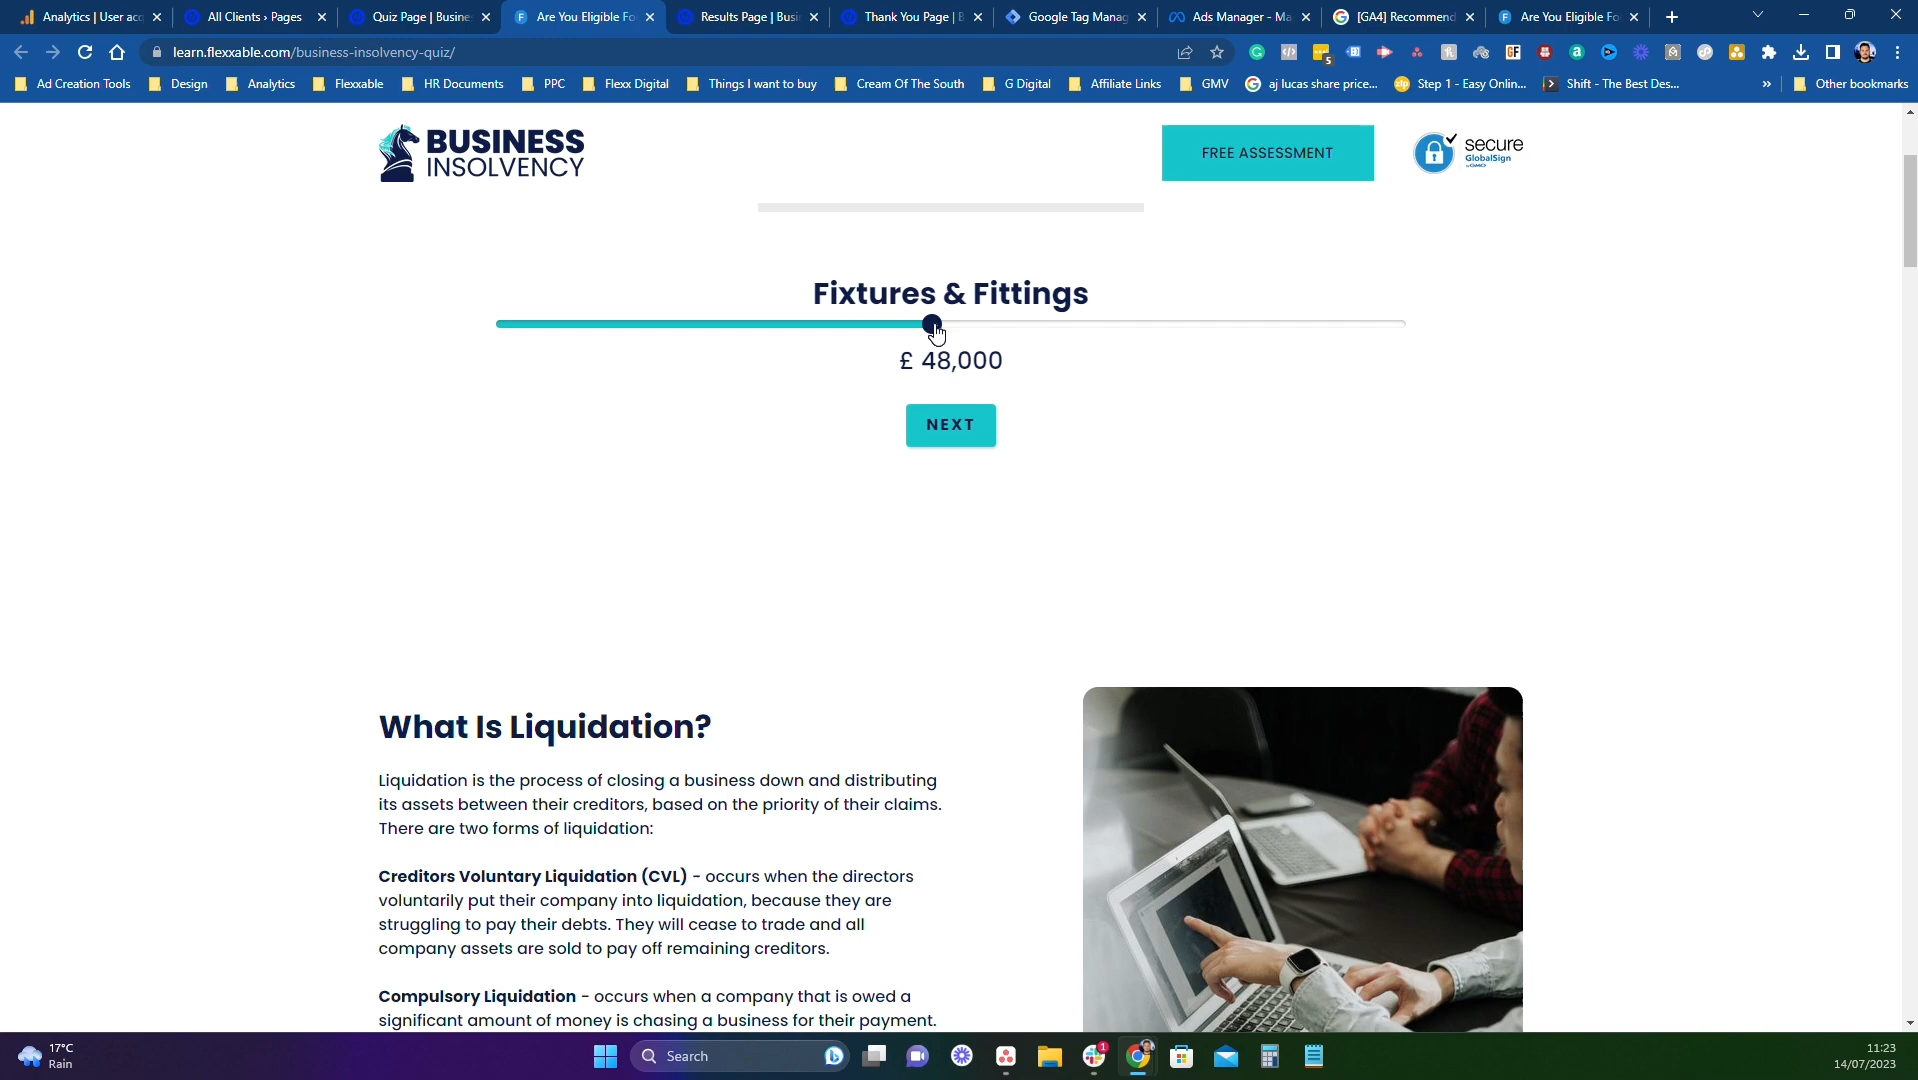 Analytics | User ac
All Clients › Pages
Quiz Page | Busine
Are You Eligible Fo
Results Page | Busi
Thank You Page | B
Google Tag Manag
Ads Manager - Ma
[GA4] Recommend
Are You Eligible Fo
learn.flexxable.com/business-insolvency-quiz/
5
Ad Creation Tools
Design
Analytics
Flexxable
HR Documents
PPC
Flexx Digital
Things I want to buy
Cream Of The South
G Digital
Affiliate Links
GMV
aj lucas share price...
Step 1 - Easy Onlin...
Shift - The Best Des...
»
Other bookmarks
BUSINESS
INSOLVENCY
FREE ASSESSMENT
secure
GlobalSign
Fixtures & Fittings
£ 48,000
NEXT
What Is Liquidation?
Liquidation is the process of closing a business down and distributing
its assets between their creditors, based on the priority of their claims.
There are two forms of liquidation:
Creditors Voluntary Liquidation (CVL) - occurs when the directors
voluntarily put their company into liquidation, because they are
struggling to pay their debts. They will cease to trade and all
company assets are sold to pay off remaining creditors.
Compulsory Liquidation - occurs when a company that is owed a
significant amount of money is chasing a business for their payment.
17°C
Rain
Search
1
11:23
14/07/2023